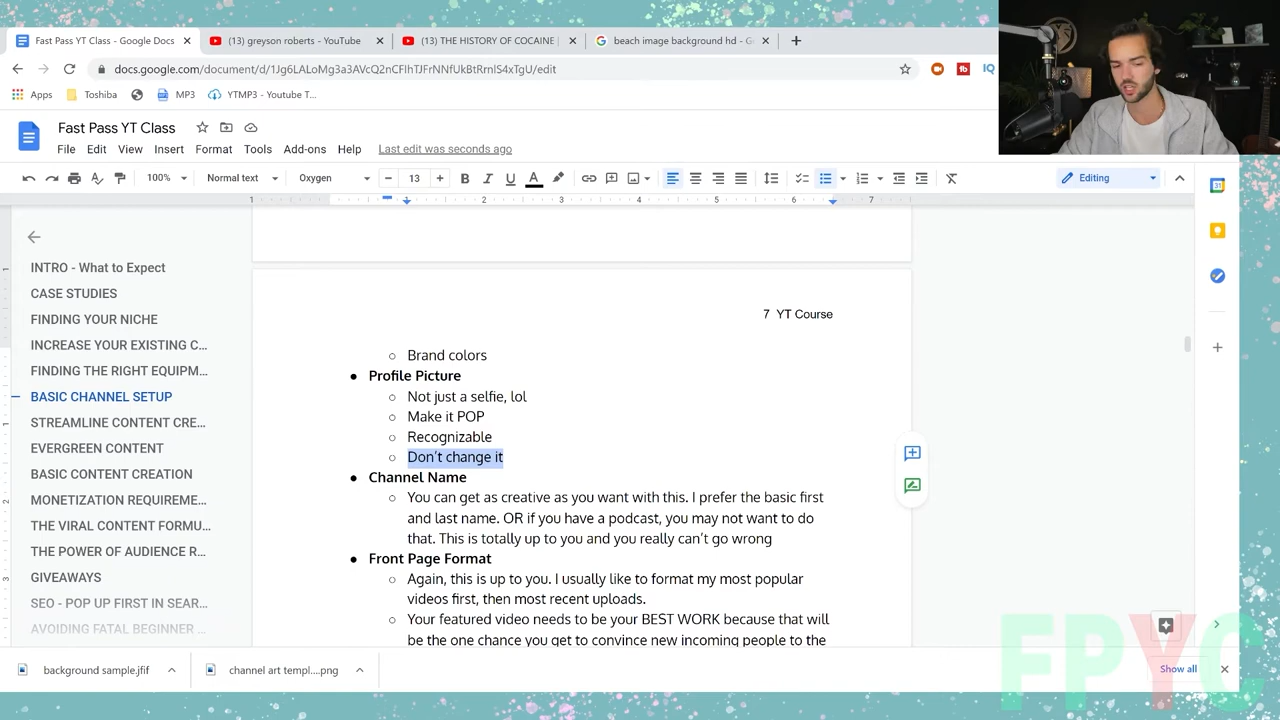 Fast Pass YT Class - Google Docs
(13) greyson roberts - YouTube
(13) THE HISTORY OF COCAINE
beach image background hd - G
Apps
Toshiba
MP3
YTMP3 - Youtube T...
Fast Pass YT Class
File Edit View Insert Format Tools Add-ons Help Last edit was seconds ago
100% Normal text Oxygen 13 B I U A Editing
1 1 2 3 4 5 6 7
INTRO - What to Expect
CASE STUDIES
FINDING YOUR NICHE
INCREASE YOUR EXISTING C...
FINDING THE RIGHT EQUIPM...
BASIC CHANNEL SETUP
STREAMLINE CONTENT CRE...
EVERGREEN CONTENT
BASIC CONTENT CREATION
MONETIZATION REQUIREME...
THE VIRAL CONTENT FORMU...
THE POWER OF AUDIENCE R...
GIVEAWAYS
SEO - POP UP FIRST IN SEAR...
AVOIDING FATAL BEGINNER ...
7 YT Course
○ Brand colors
● Profile Picture
○ Not just a selfie, lol
○ Make it POP
○ Recognizable
○ Don't change it
● Channel Name
○ You can get as creative as you want with this. I prefer the basic first
and last name. OR if you have a podcast, you may not want to do
that. This is totally up to you and you really can't go wrong
● Front Page Format
○ Again, this is up to you. I usually like to format my most popular
videos first, then most recent uploads.
○ Your featured video needs to be your BEST WORK because that will
be the one chance you get to convince new incoming people to the
background sample.jfif
channel art templ....png
Show all
FPYC